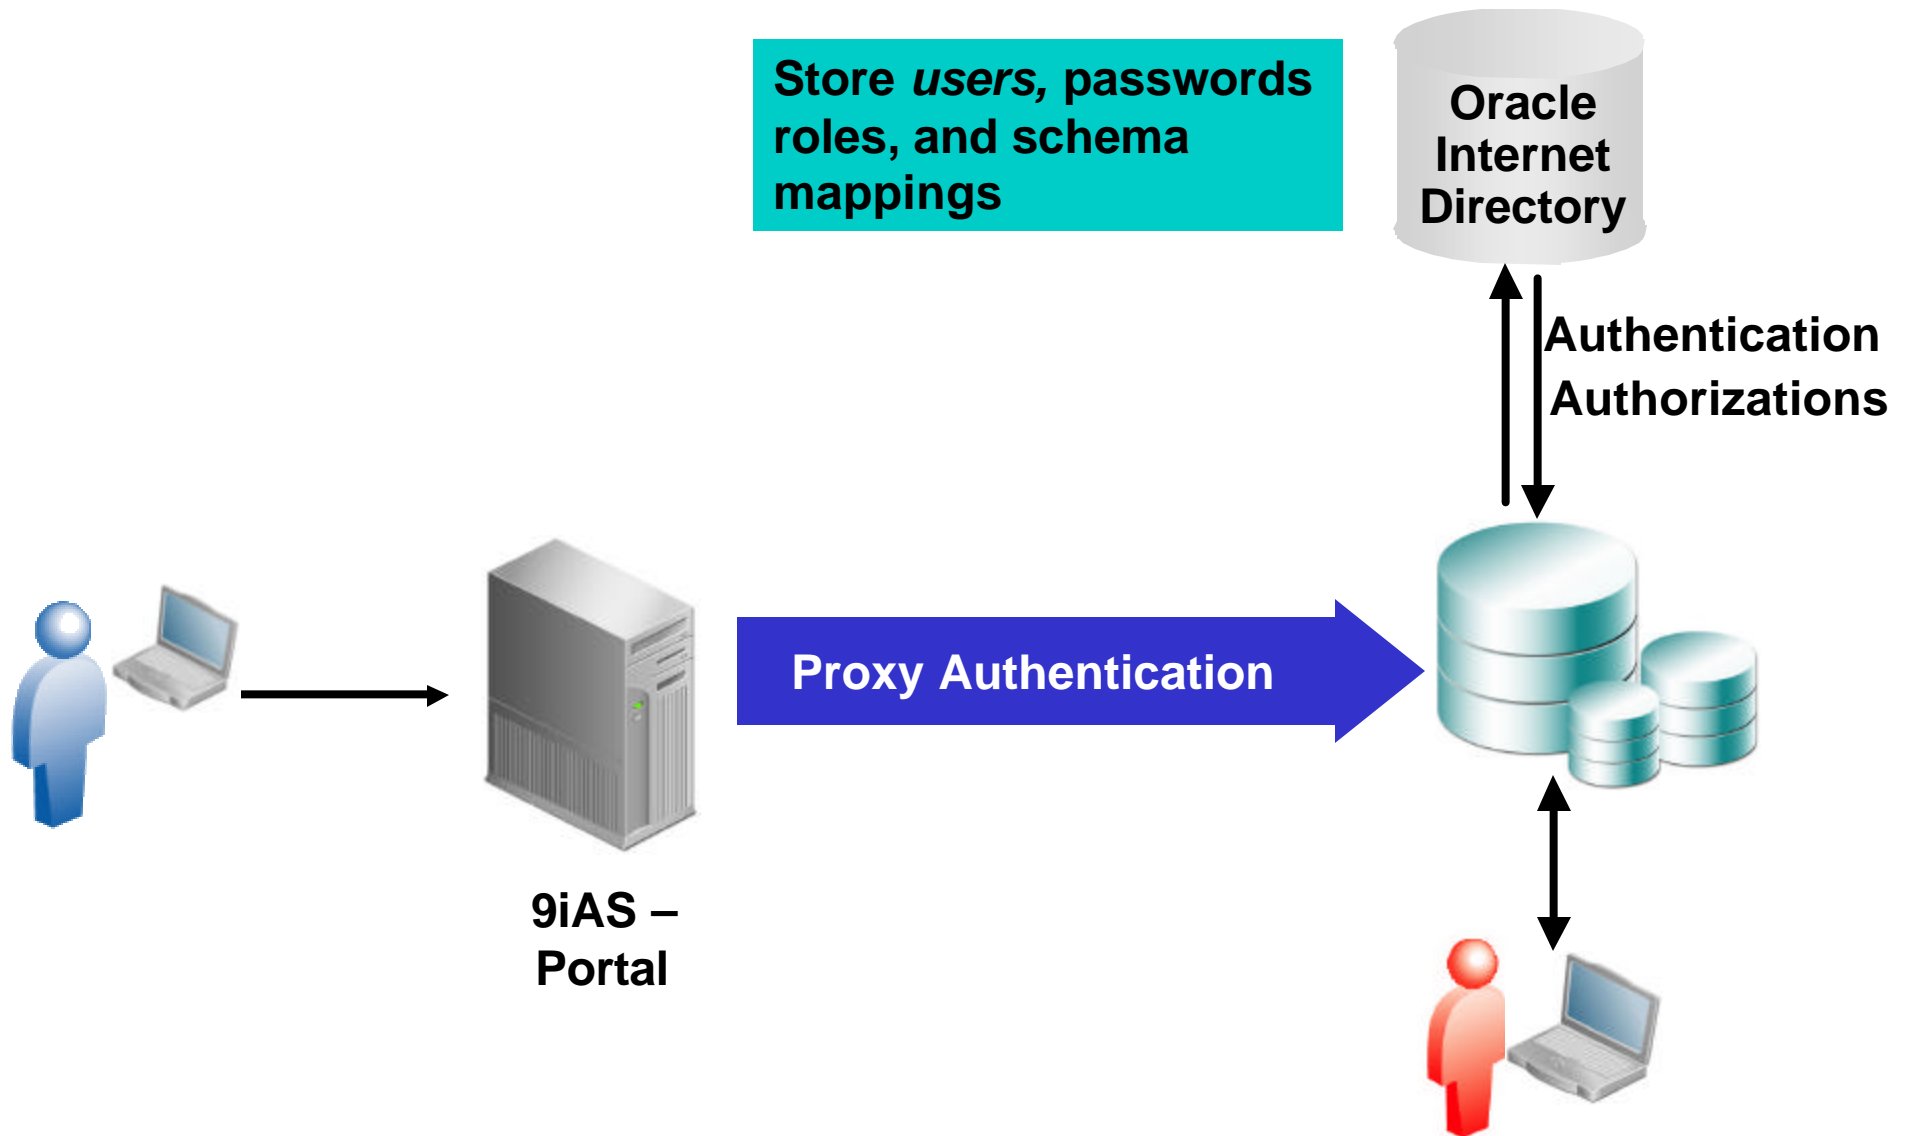 Store users, passwords
roles, and schema
mappings
Oracle
Internet
Directory
Authentication
Authorizations
Proxy Authentication
9iAS –
Portal